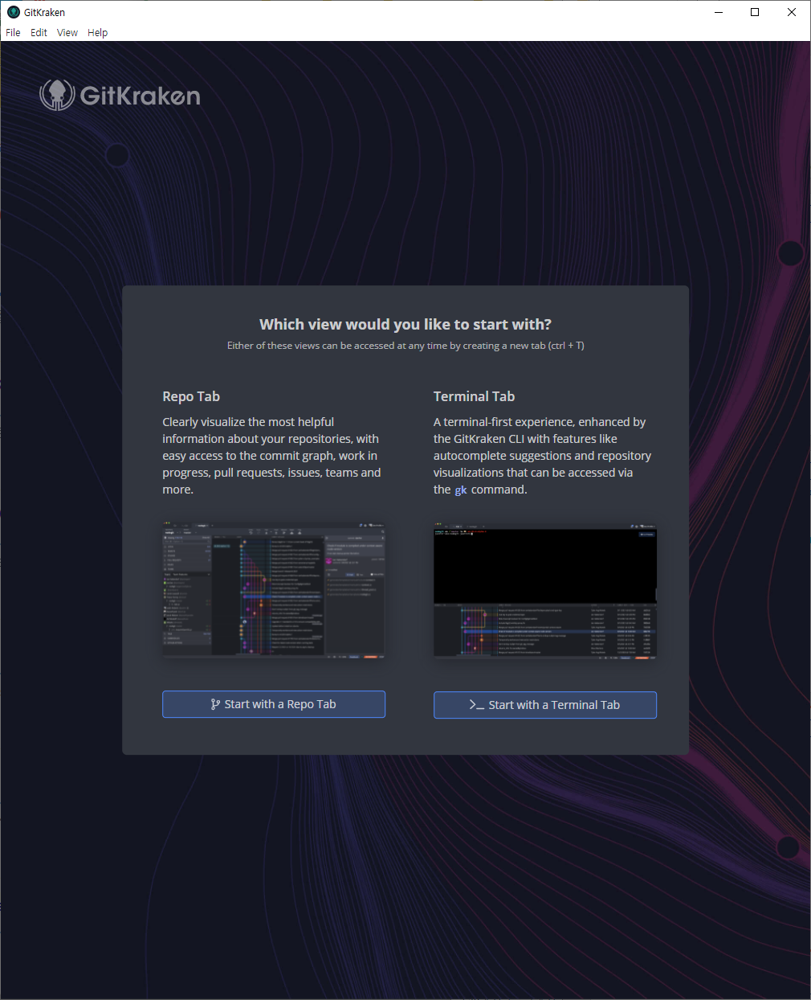 GitKraken
File Edit View Help
GitKraken
Which view would you like to start with?
Either of these views can be accessed at any time by creating a new tab (ctrl + T)
Repo Tab
Clearly visualize the most helpful
information about your repositories, with
easy access to the commit graph, work in
progress, pull requests, issues, teams and
more.
Start with a Repo Tab
Terminal Tab
A terminal-first experience, enhanced by
the GitKraken CLI with features like
autocomplete suggestions and repository
visualizations that can be accessed via
the gk command.
Start with a Terminal Tab